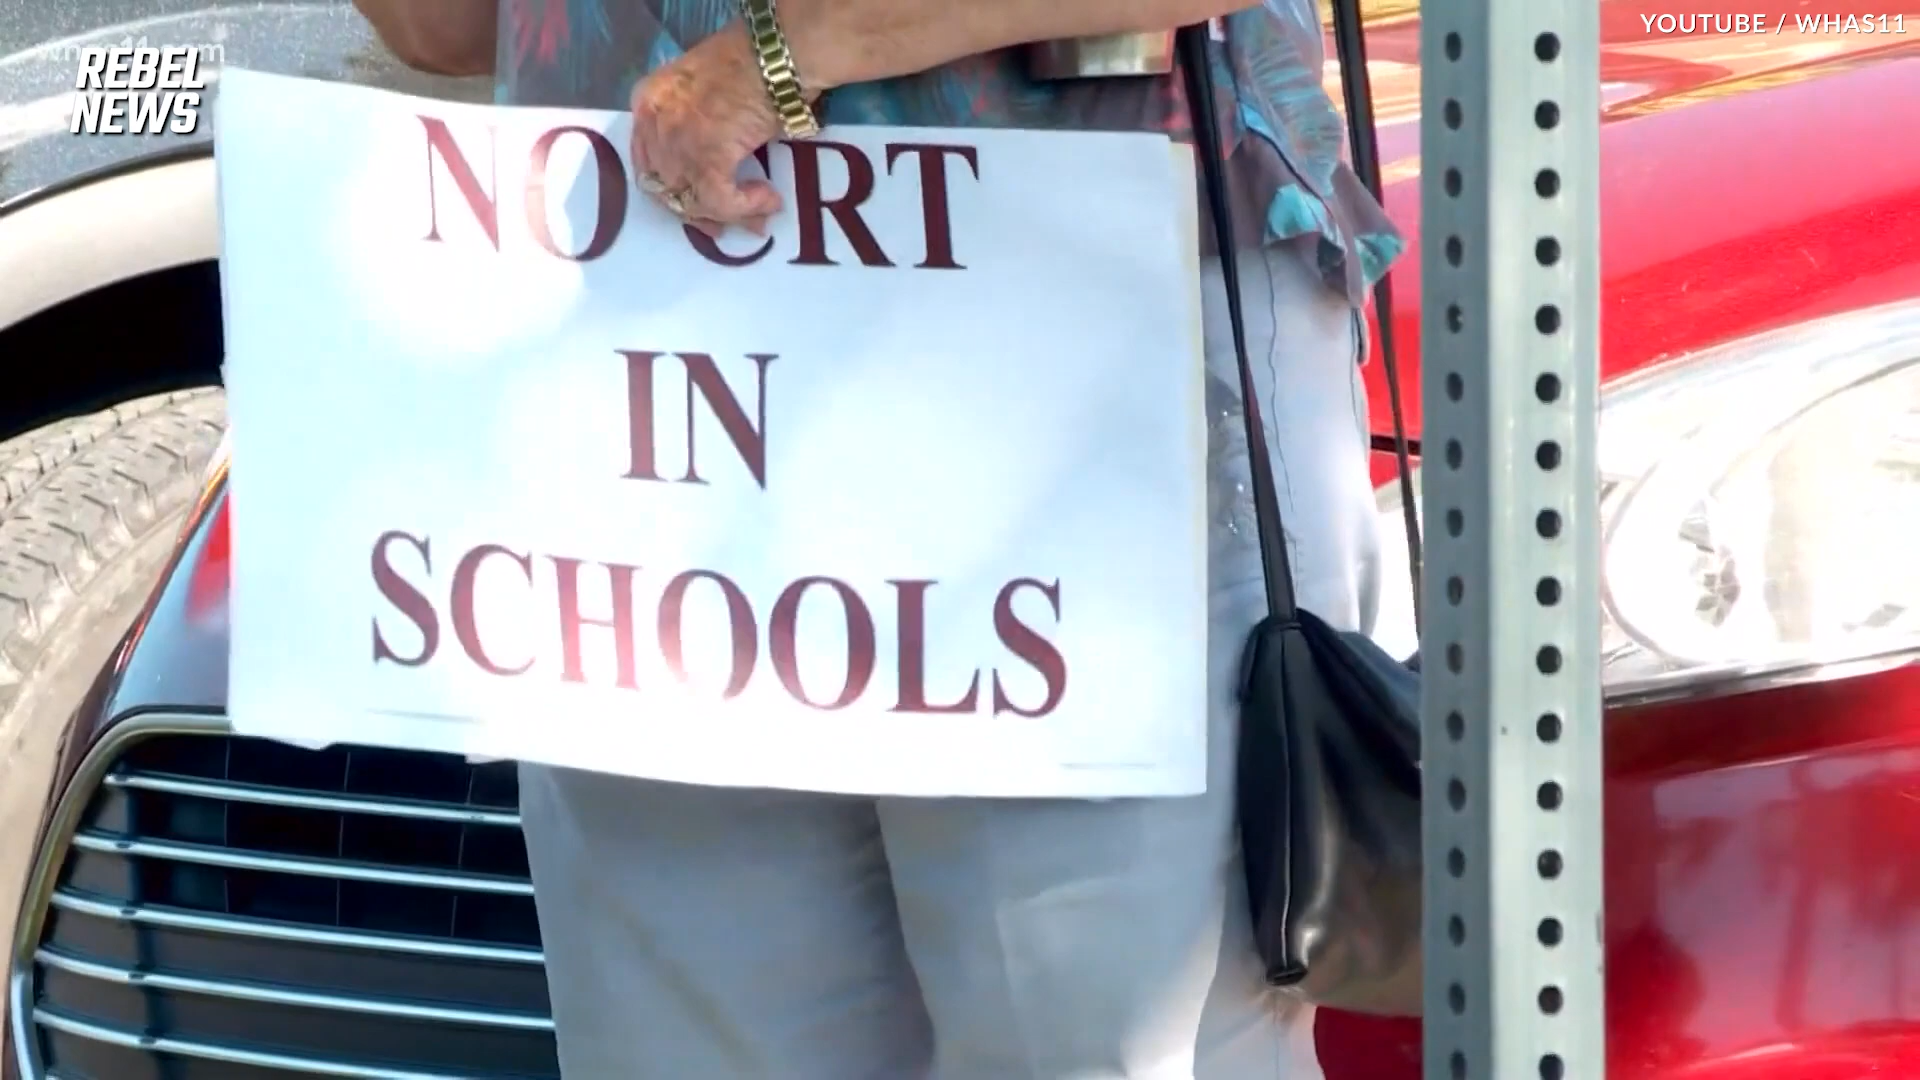 YOUTUBE / WHAS11
REBEL
NEWS
NO CRT
IN
SCHOOLS